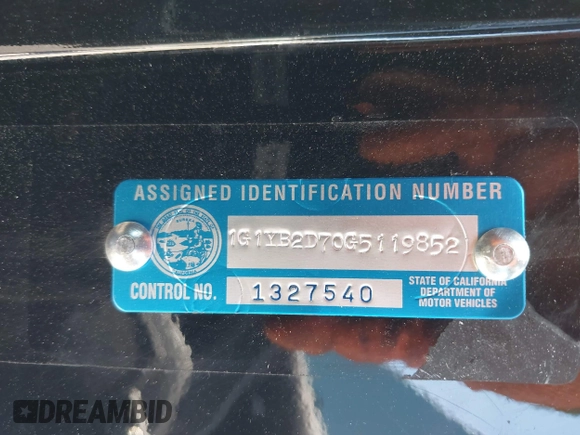 ASSIGNED IDENTIFICATION NUMBER
1G1YB2D70G5119852
CONTROL NO. 1327540
STATE OF CALIFORNIA
DEPARTMENT OF
MOTOR VEHICLES
DREAMBID